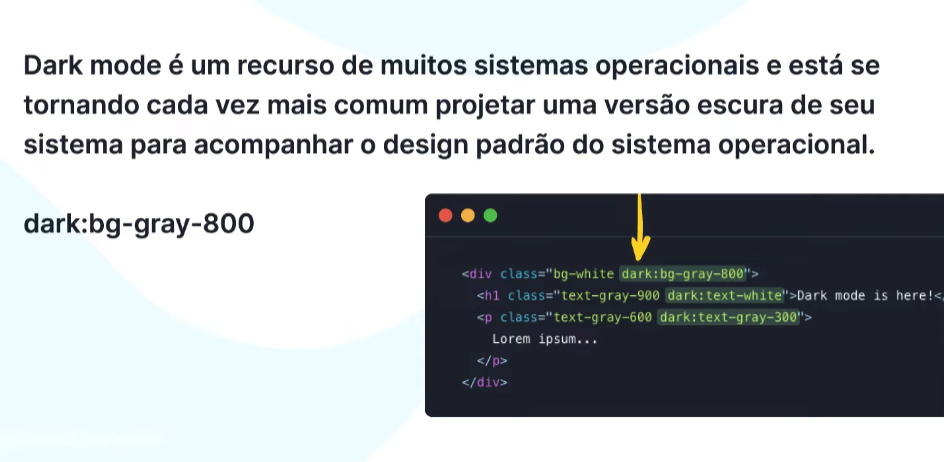 Dark mode é um recurso de muitos sistemas operacionais e está se
tornando cada vez mais comum projetar uma versão escura de seu
sistema para acompanhar o design padrão do sistema operacional.
dark:bg-gray-800
<div class="bg-white dark:bg-gray-800">
<h1 class="text-gray-900 dark:text-white">Dark mode is here!</
<p class="text-gray-600 dark:text-gray-300">
Lorem ipsum...
</p>
</div>